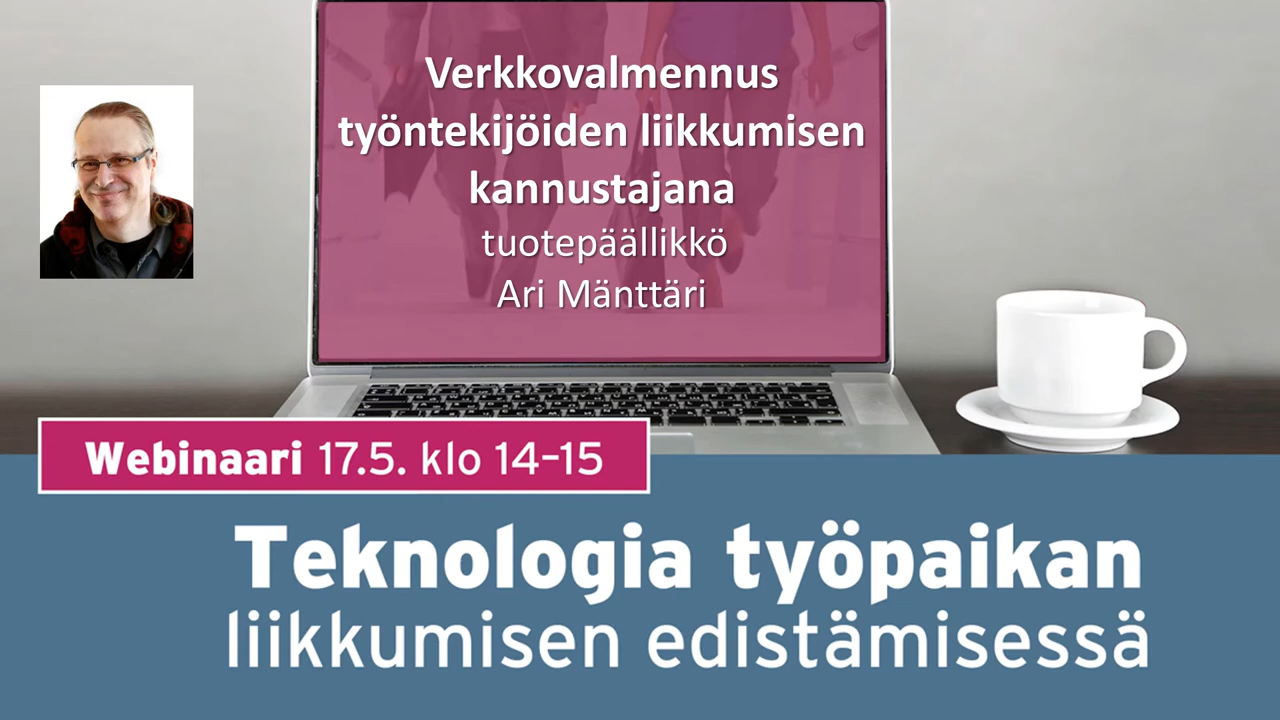 Verkkovalmennus
työntekijöiden liikkumisen
kannustajana
tuotepäällikkö
Ari Mänttäri
Webinaari 17.5. klo 14–15
Teknologia työpaikan
liikkumisen edistämisessä